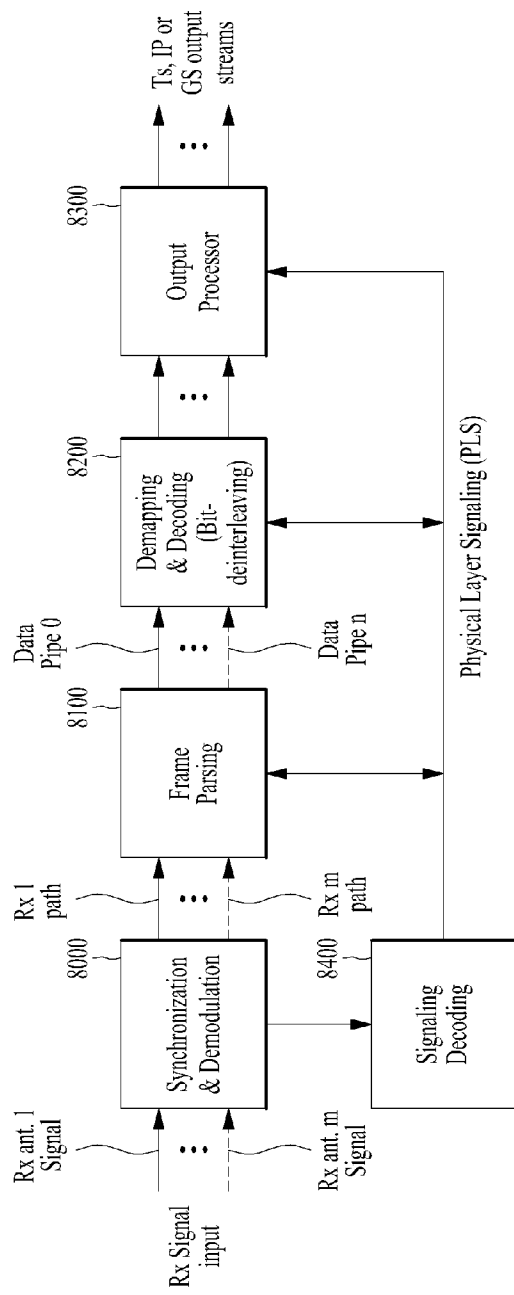 Rx Signal
input
Rx ant. 1
Signal
Rx ant. m
Signal
8000
Synchronization
& Demodulation
Rx 1
path
Rx m
path
8100
Frame
Parsing
Data
Pipe 0
Data
Pipe n
8200
Demapping
& Decoding
(Bit-
deinterleaving)
8300
Output
Processor
Ts, IP or
GS output
streams
8400
Signaling
Decoding
Physical Layer Signaling (PLS)